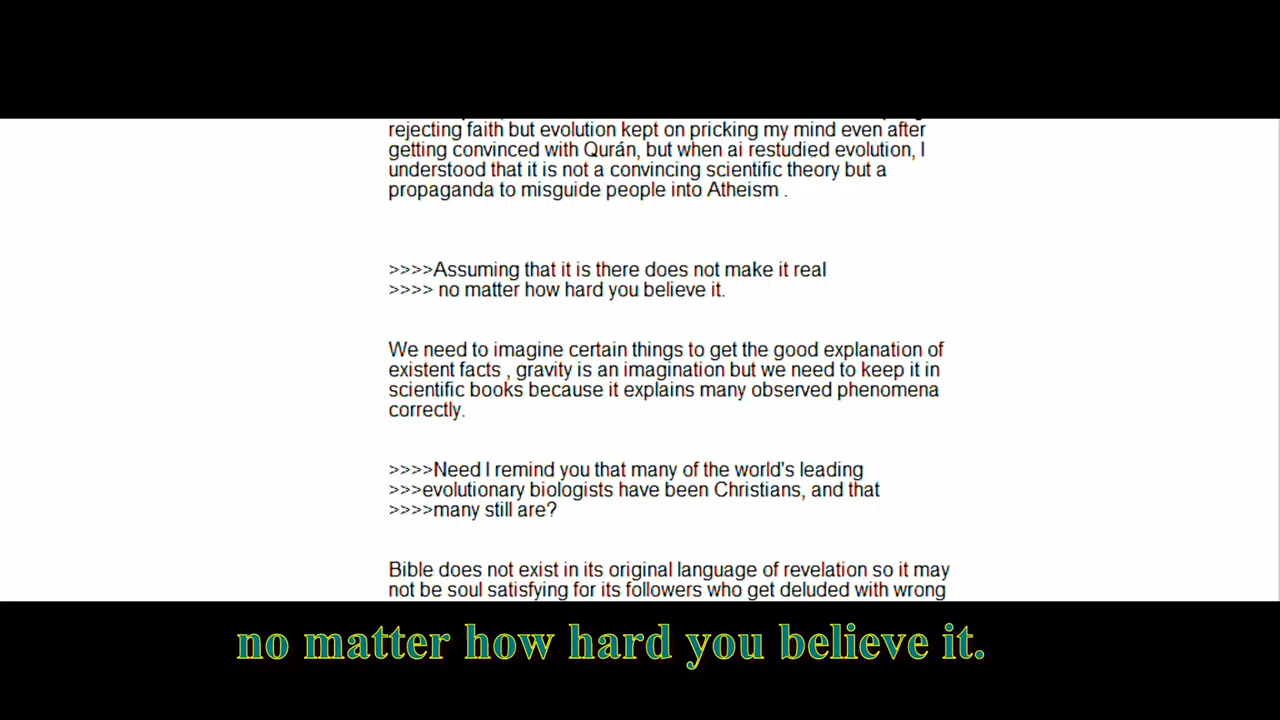 rejecting faith but evolution kept on pricking my mind even after
getting convinced with Qurán, but when ai restudied evolution, I
understood that it is not a convincing scientific theory but a
propaganda to misguide people into Atheism .
>>>>Assuming that it is there does not make it real
>>>> no matter how hard you believe it.
We need to imagine certain things to get the good explanation of
existent facts , gravity is an imagination but we need to keep it in
scientific books because it explains many observed phenomena
correctly.
>>>>Need I remind you that many of the world's leading
>>>evolutionary biologists have been Christians, and that
>>>>many still are?
Bible does not exist in its original language of revelation so it may
not be soul satisfying for its followers who get deluded with wrong
no matter how hard you believe it.